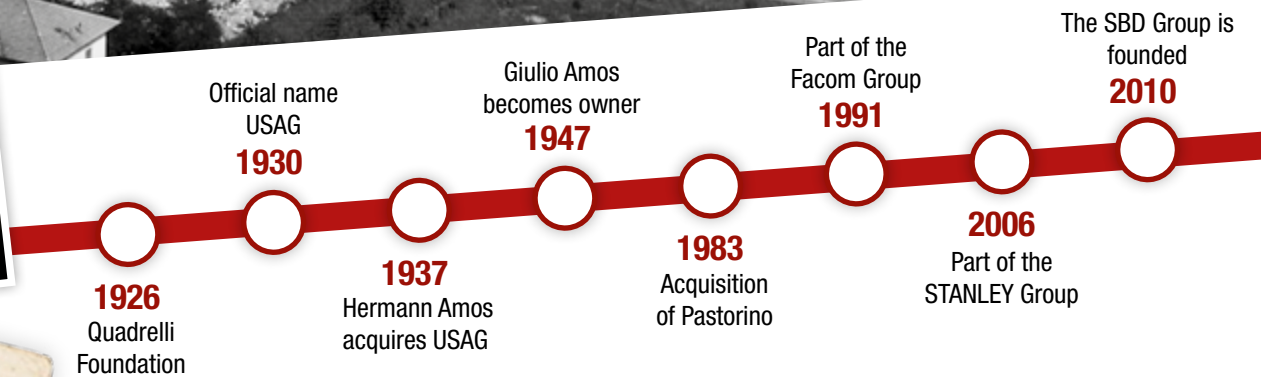 1926
Quadrelli
Foundation
Official name
USAG
1930
1937
Hermann Amos
acquires USAG
Giulio Amos
becomes owner
1947
1983
Acquisition
of Pastorino
Part of the
Facom Group
1991
2006
Part of the
STANLEY Group
The SBD Group is
founded
2010